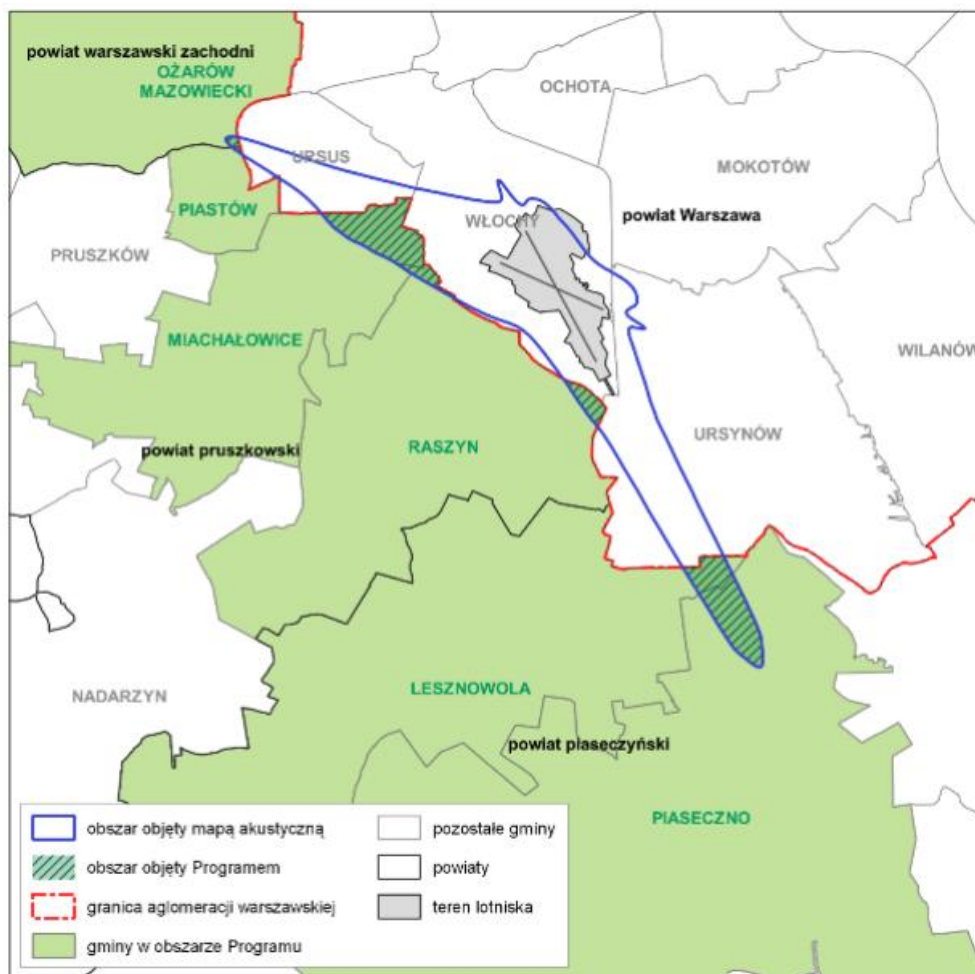 powiat warszawski zachodni
OŻARÓW
MAZOWIECKI
OCHOTA
URSUS
MOKOTÓW
PIASTÓW
WŁOCHY
powiat Warszawa
PRUSZKÓW
MIACHAŁOWICE
WILANÓW
powiat pruszkowski
RASZYN
URSYNÓW
NADARZYN
LESZNOWOLA
powiat piaseczyński
PIASECZNO
obszar objęty mapą akustyczną
pozostałe gminy
obszar objęty Programem
powiaty
granica aglomeracji warszawskiej
teren lotniska
gminy w obszarze Programu